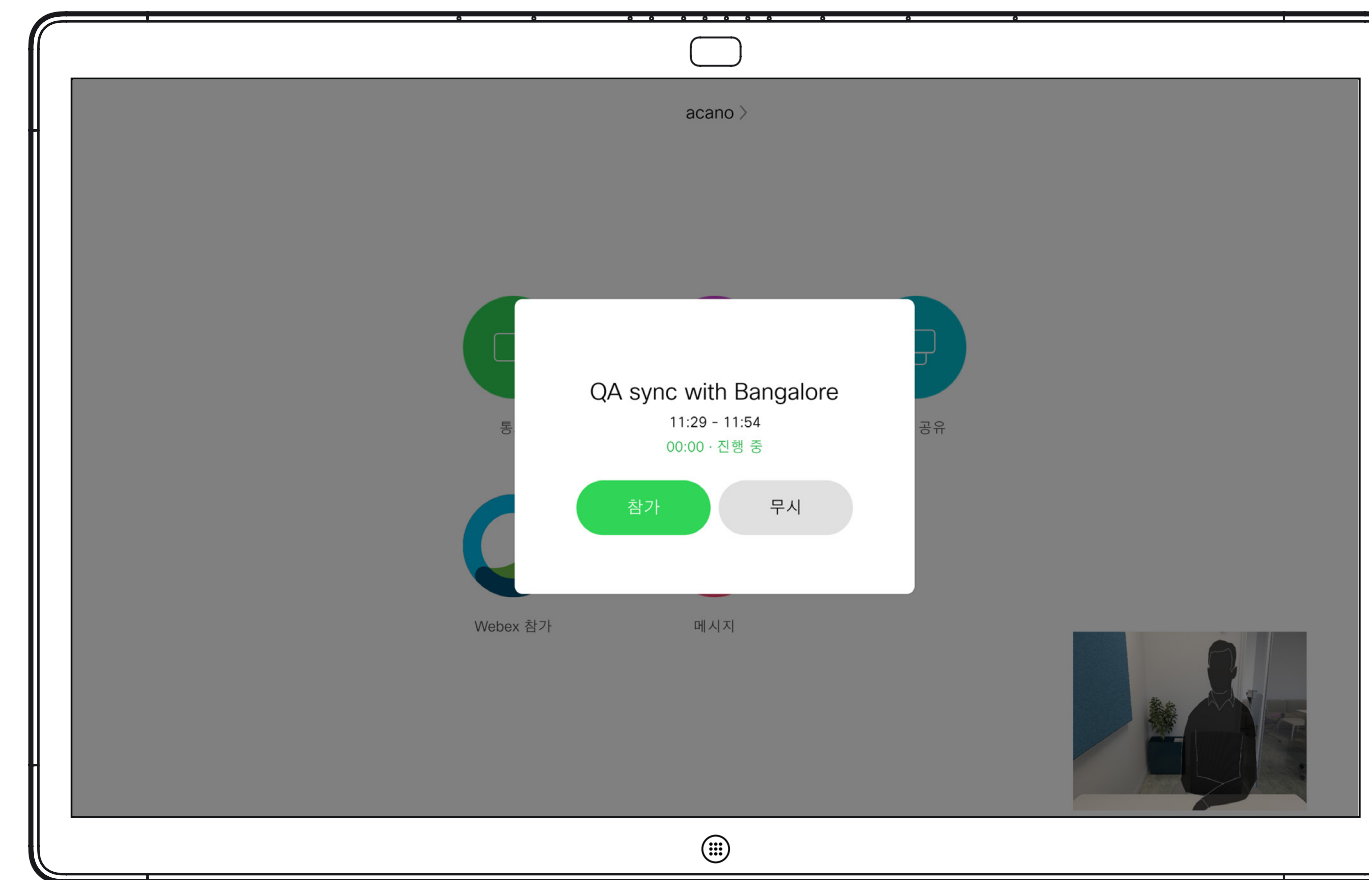 acano
QA sync with Bangalore
11:29 - 11:54
00:00 · 진행 중
통
공유
참가
무시
Webex 참가
메시지